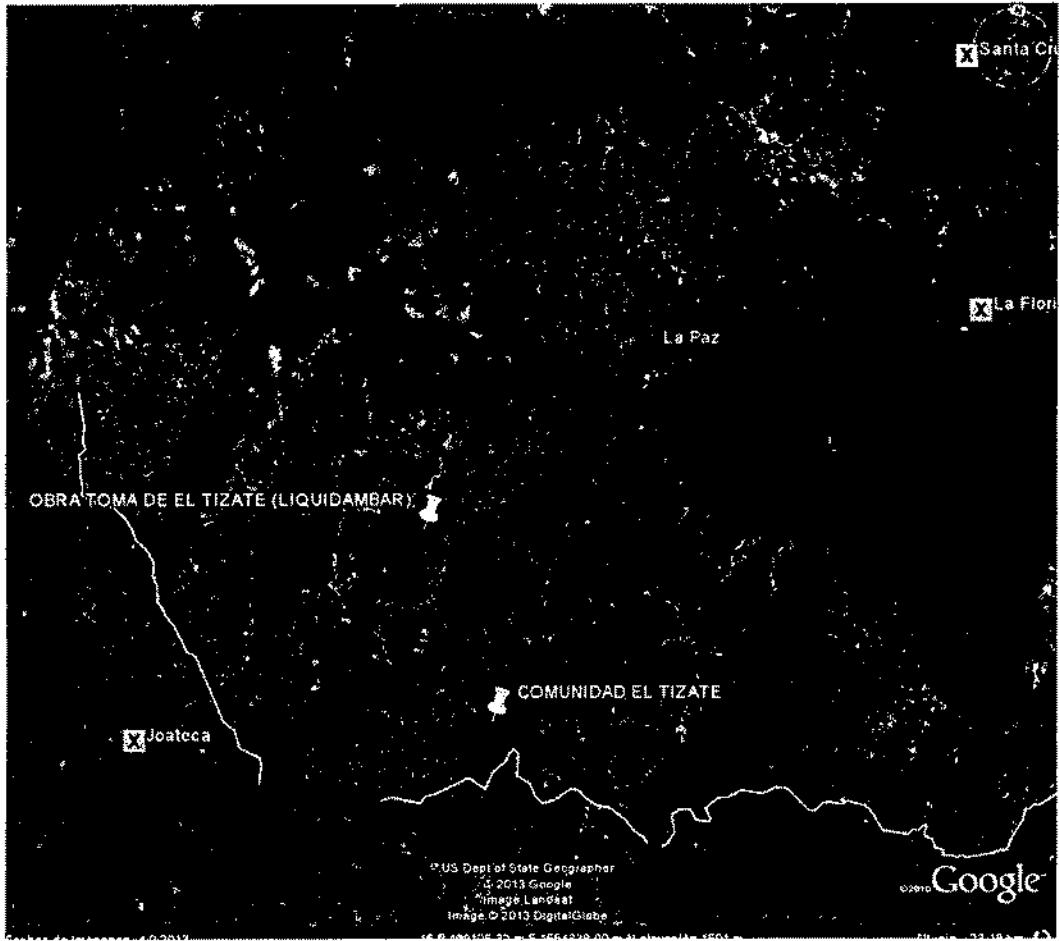 X Santa Cru
X La Flori
La Paz
OBRA TOMA DE EL TIZATE (LIQUIDAMBAR)
COMUNIDAD EL TIZATE
X Joateca
US Dept of State Geographer
© 2013 Google
Image Landsat
Image © 2013 DigitalGlobe
Google